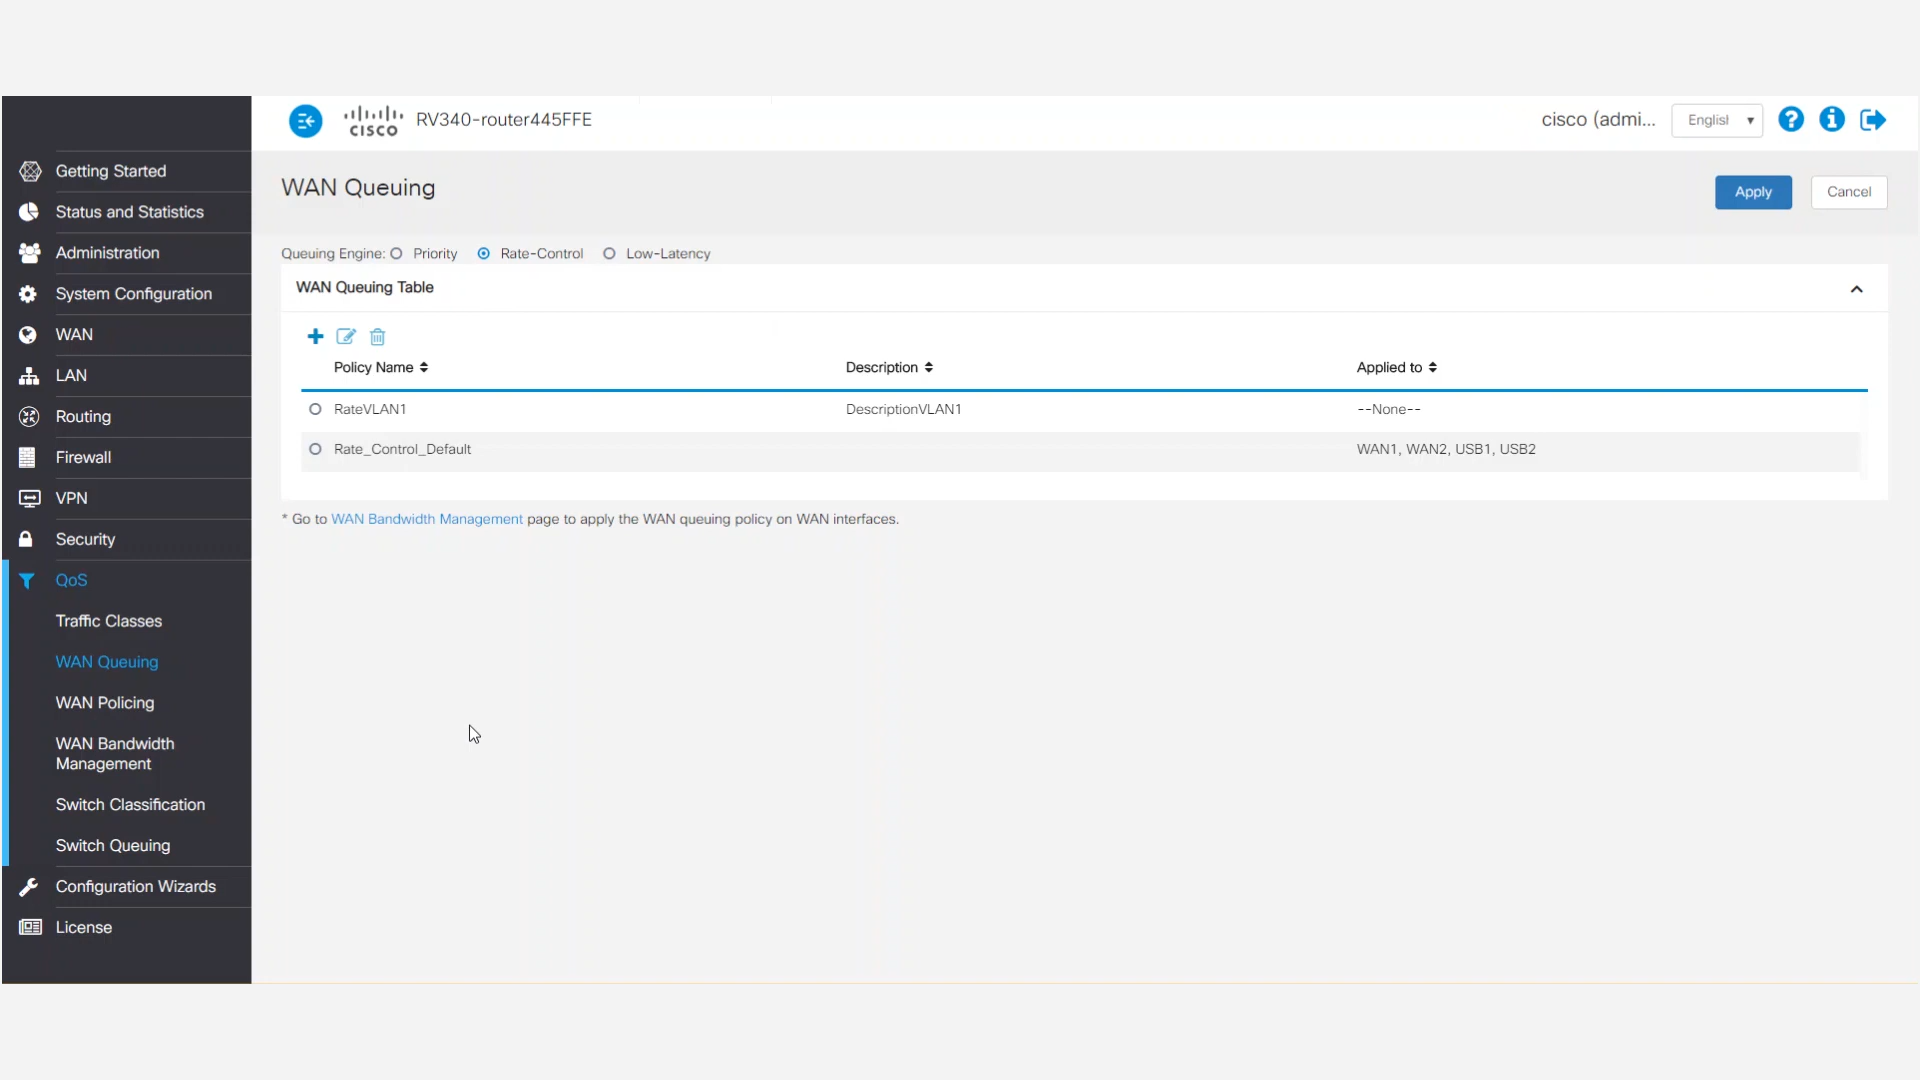 cisco RV340-router445FFE cisco (admi... English
Getting Started
Status and Statistics
Administration
System Configuration
WAN
LAN
Routing
Firewall
VPN
Security
QoS
Traffic Classes
WAN Queuing
WAN Policing
WAN Bandwidth
Management
Switch Classification
Switch Queuing
Configuration Wizards
License
WAN Queuing
Apply Cancel
Queuing Engine: Priority Rate-Control Low-Latency
WAN Queuing Table
Policy Name Description Applied to
RateVLAN1 DescriptionVLAN1 --None--
Rate_Control_Default WAN1, WAN2, USB1, USB2
* Go to WAN Bandwidth Management page to apply the WAN queuing policy on WAN interfaces.